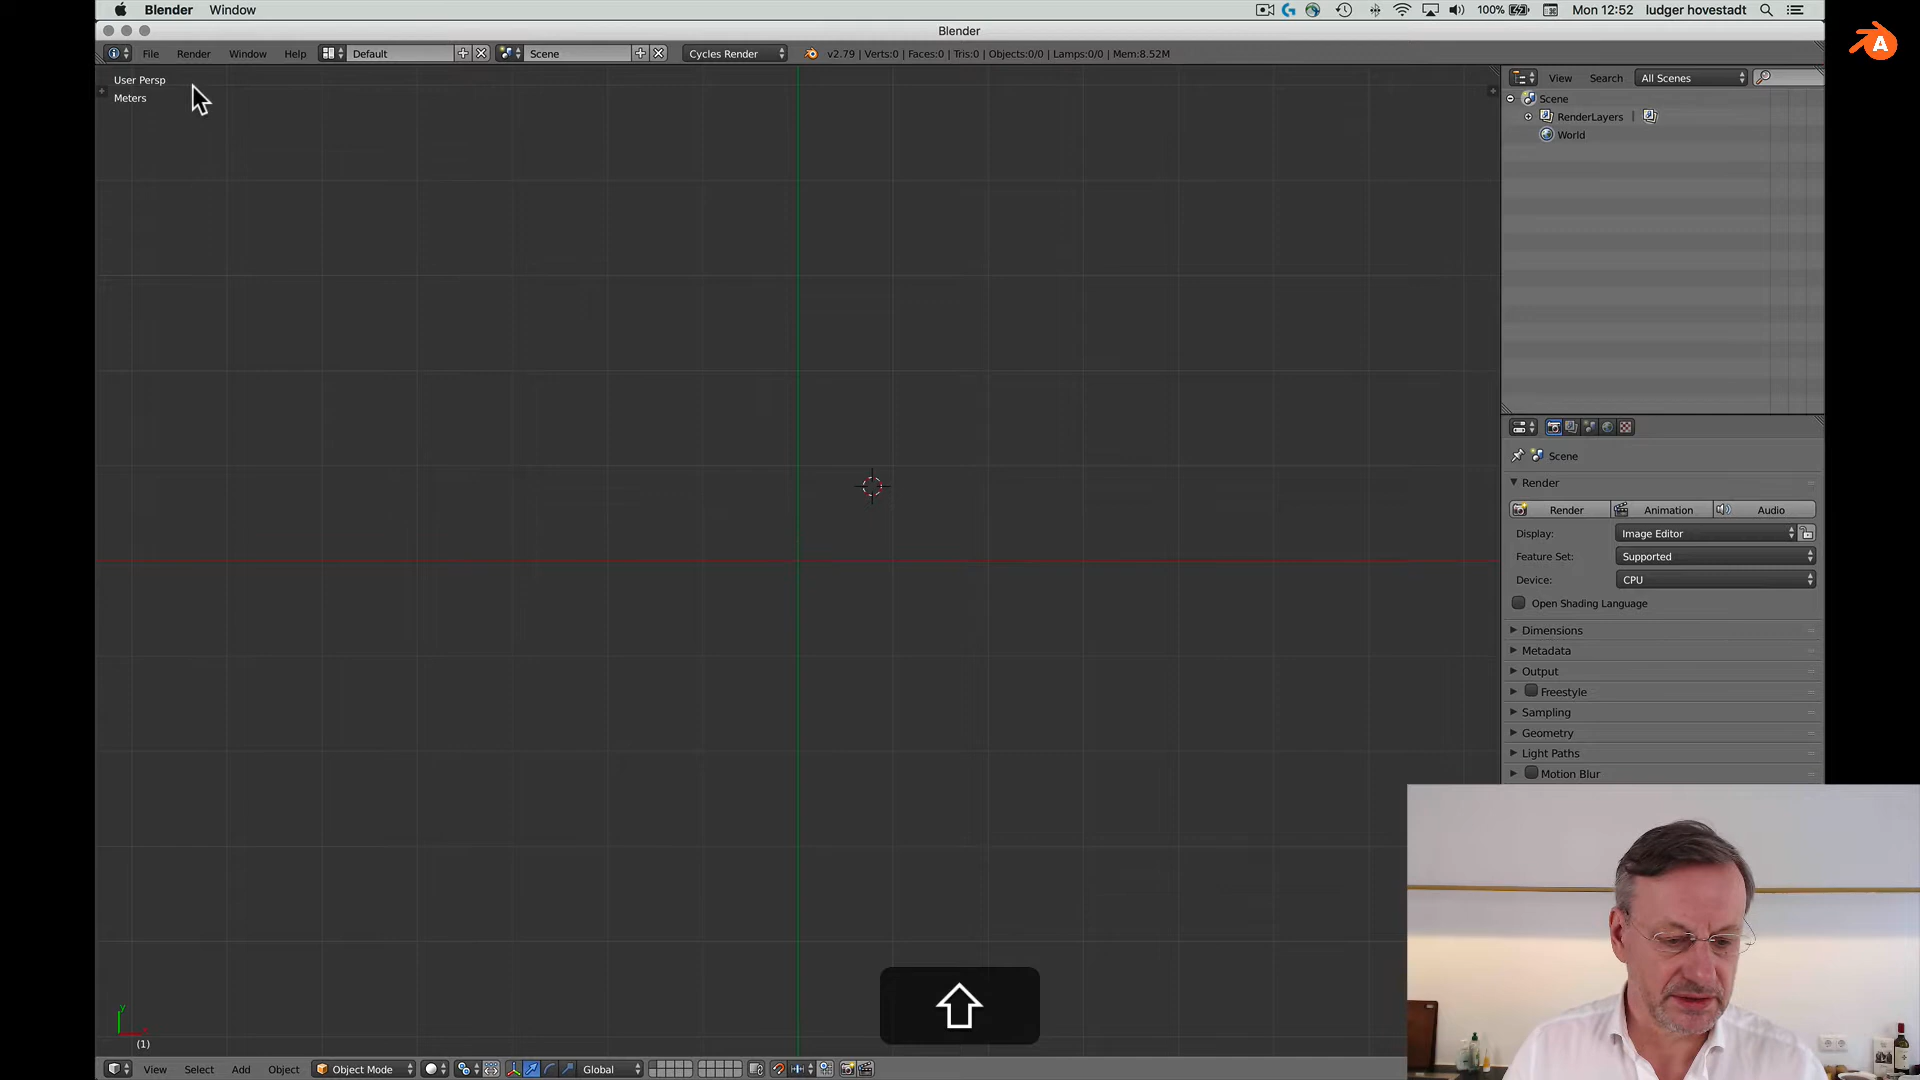 Blender Window 100% Mon 12:52 ludger hovestadt
Blender
File Render Window Help Default Scene Cycles Render v2.79 | Verts:0 | Faces:0 | Tris:0 | Objects:0/0 | Lamps:0/0 | Mem:8.52M
User Persp
Meters
View Search All Scenes
Scene
RenderLayers |
World
Scene
Render
Render Animation Audio
Display: Image Editor
Feature Set: Supported
Device: CPU
Open Shading Language
Dimensions
Metadata
Output
Freestyle
Sampling
Geometry
Light Paths
Motion Blur
y
x
(1)
View Select Add Object Object Mode Global
A